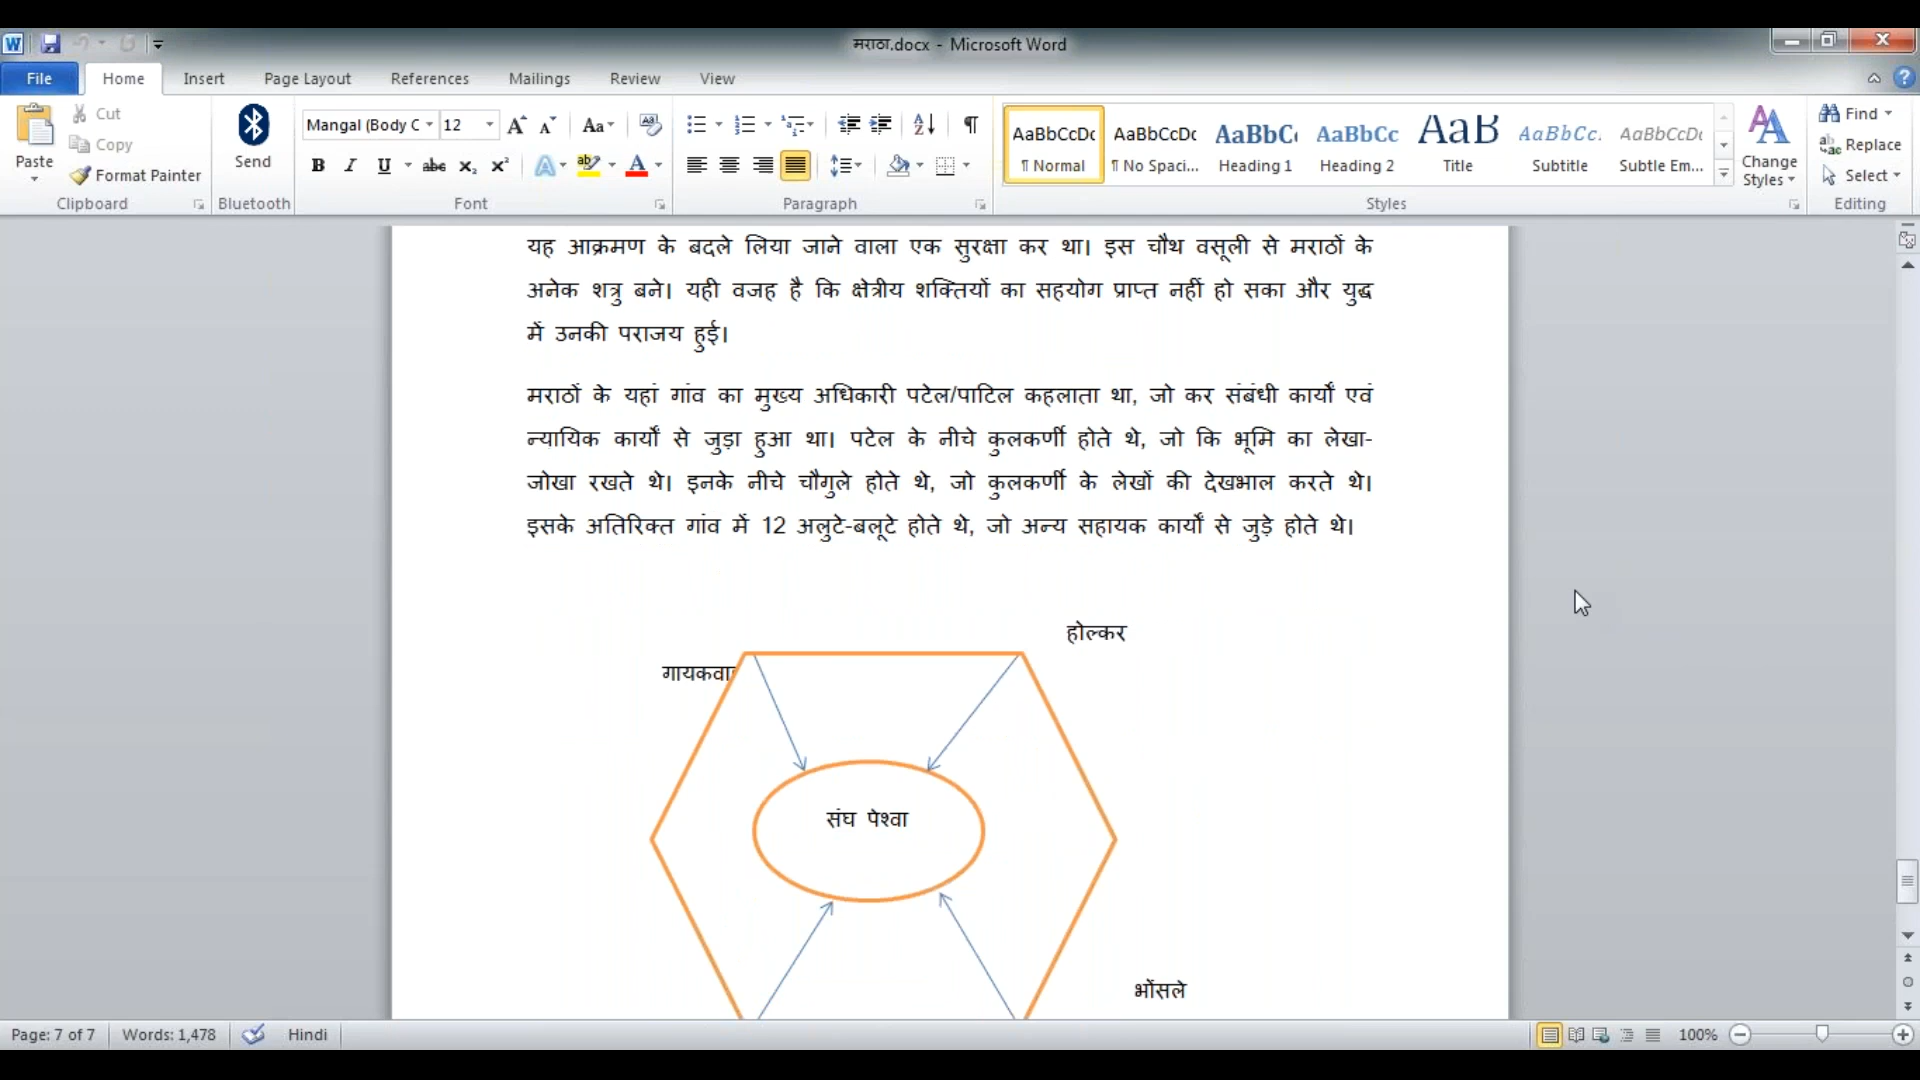 मराठा.docx - Microsoft Word
File Home Insert Page Layout References Mailings Review View
Paste
Cut
Copy
Format Painter
Clipboard
Send
Bluetooth
Mangal (Body C 12
Font
Paragraph
AaBbCcDc AaBbCcDc AaBbC AaBbCc AaB AaBbCc. AaBbCcDc
¶ Normal ¶ No Spaci... Heading 1 Heading 2 Title Subtitle Subtle Em...
Styles
Change Styles
Find
Replace
Select
Editing
यह आक्रमण के बदले लिया जाने वाला एक सुरक्षा कर था। इस चौथ वसूली से मराठों के
अनेक शत्रु बने। यही वजह है कि क्षेत्रीय शक्तियों का सहयोग प्राप्त नहीं हो सका और युद्ध
में उनकी पराजय हुई।
मराठों के यहां गांव का मुख्य अधिकारी पटेल/पाटिल कहलाता था, जो कर संबंधी कार्यों एवं
न्यायिक कार्यों से जुड़ा हुआ था। पटेल के नीचे कुलकर्णी होते थे, जो कि भूमि का लेखा-
जोखा रखते थे। इनके नीचे चौगुले होते थे, जो कुलकर्णी के लेखों की देखभाल करते थे।
इसके अतिरिक्त गांव में 12 अलुटे-बलूटे होते थे, जो अन्य सहायक कार्यों से जुड़े होते थे।
होल्कर
गायकवा
संघ पेश्वा
भोंसले
Page: 7 of 7 Words: 1,478 Hindi 100%